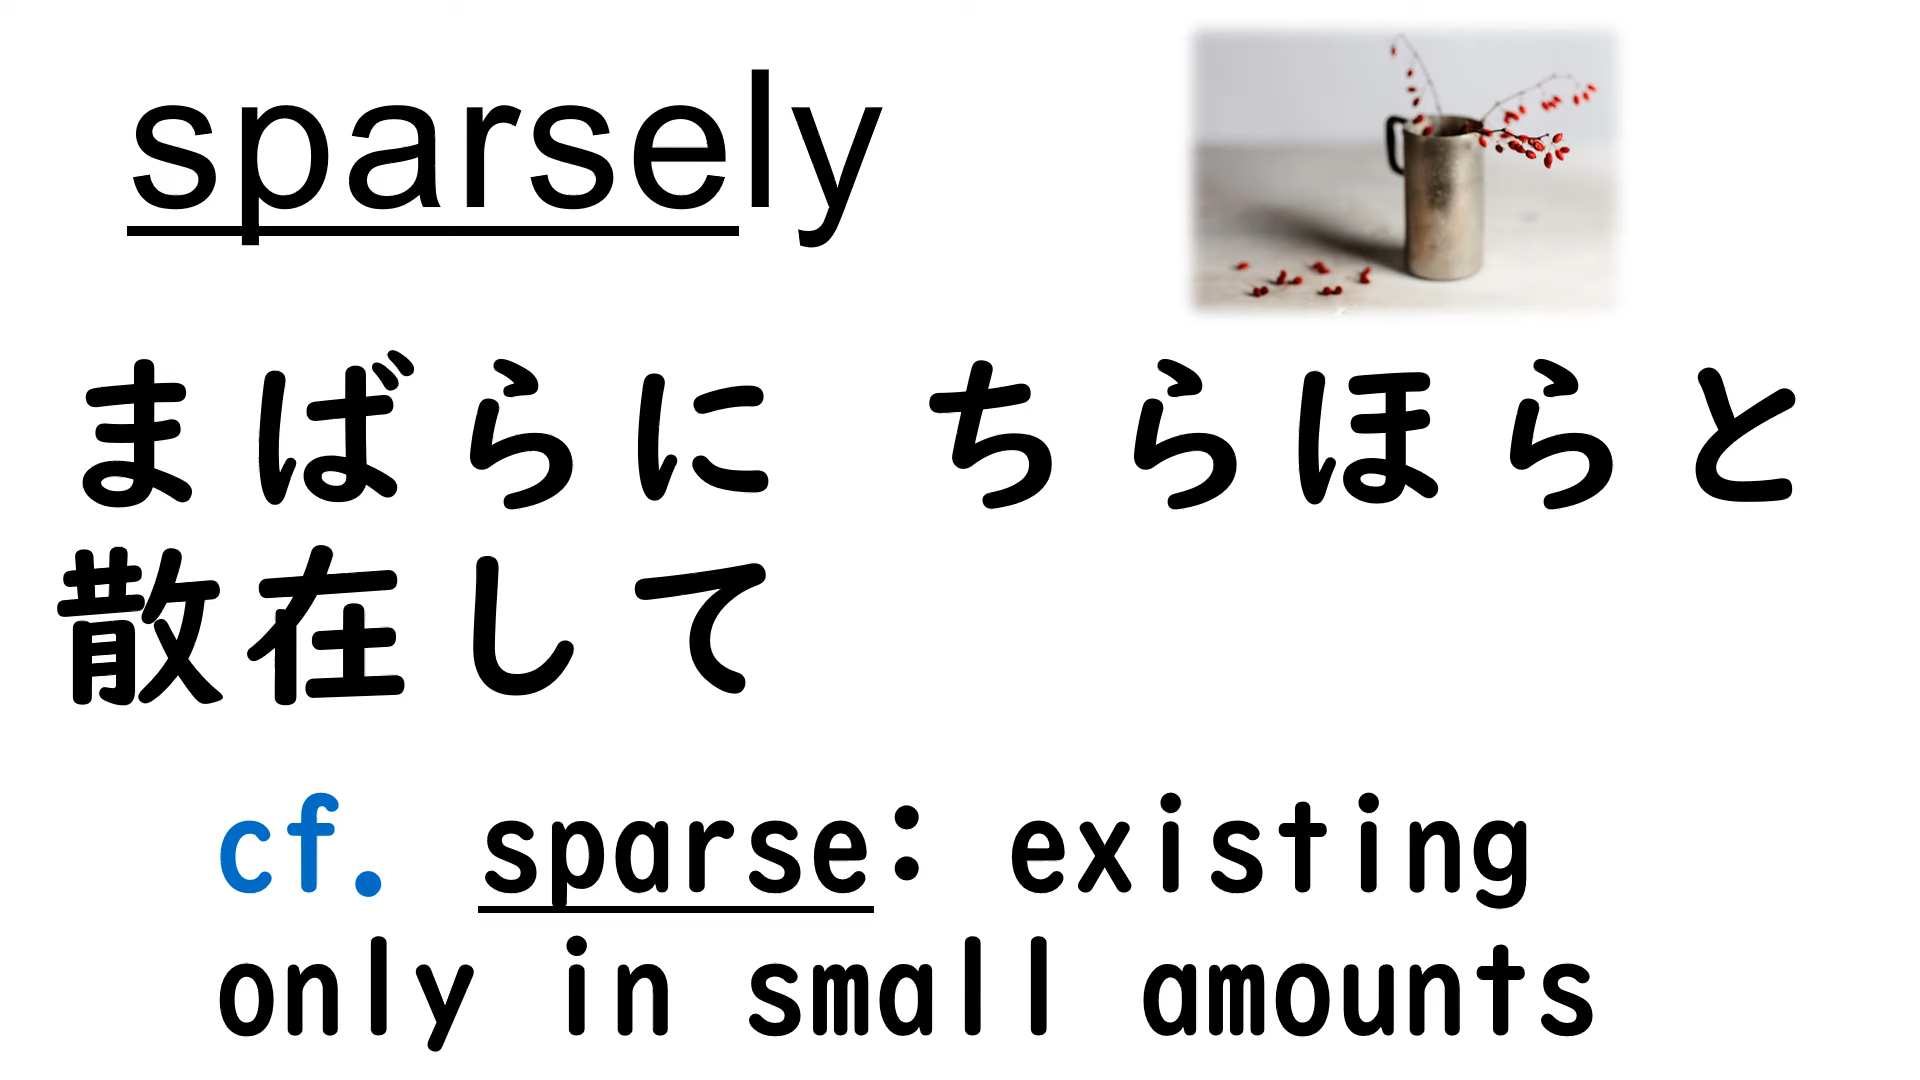 sparsely
まばらに ちらほらと
散在して
cf. sparse: existing
only in small amounts